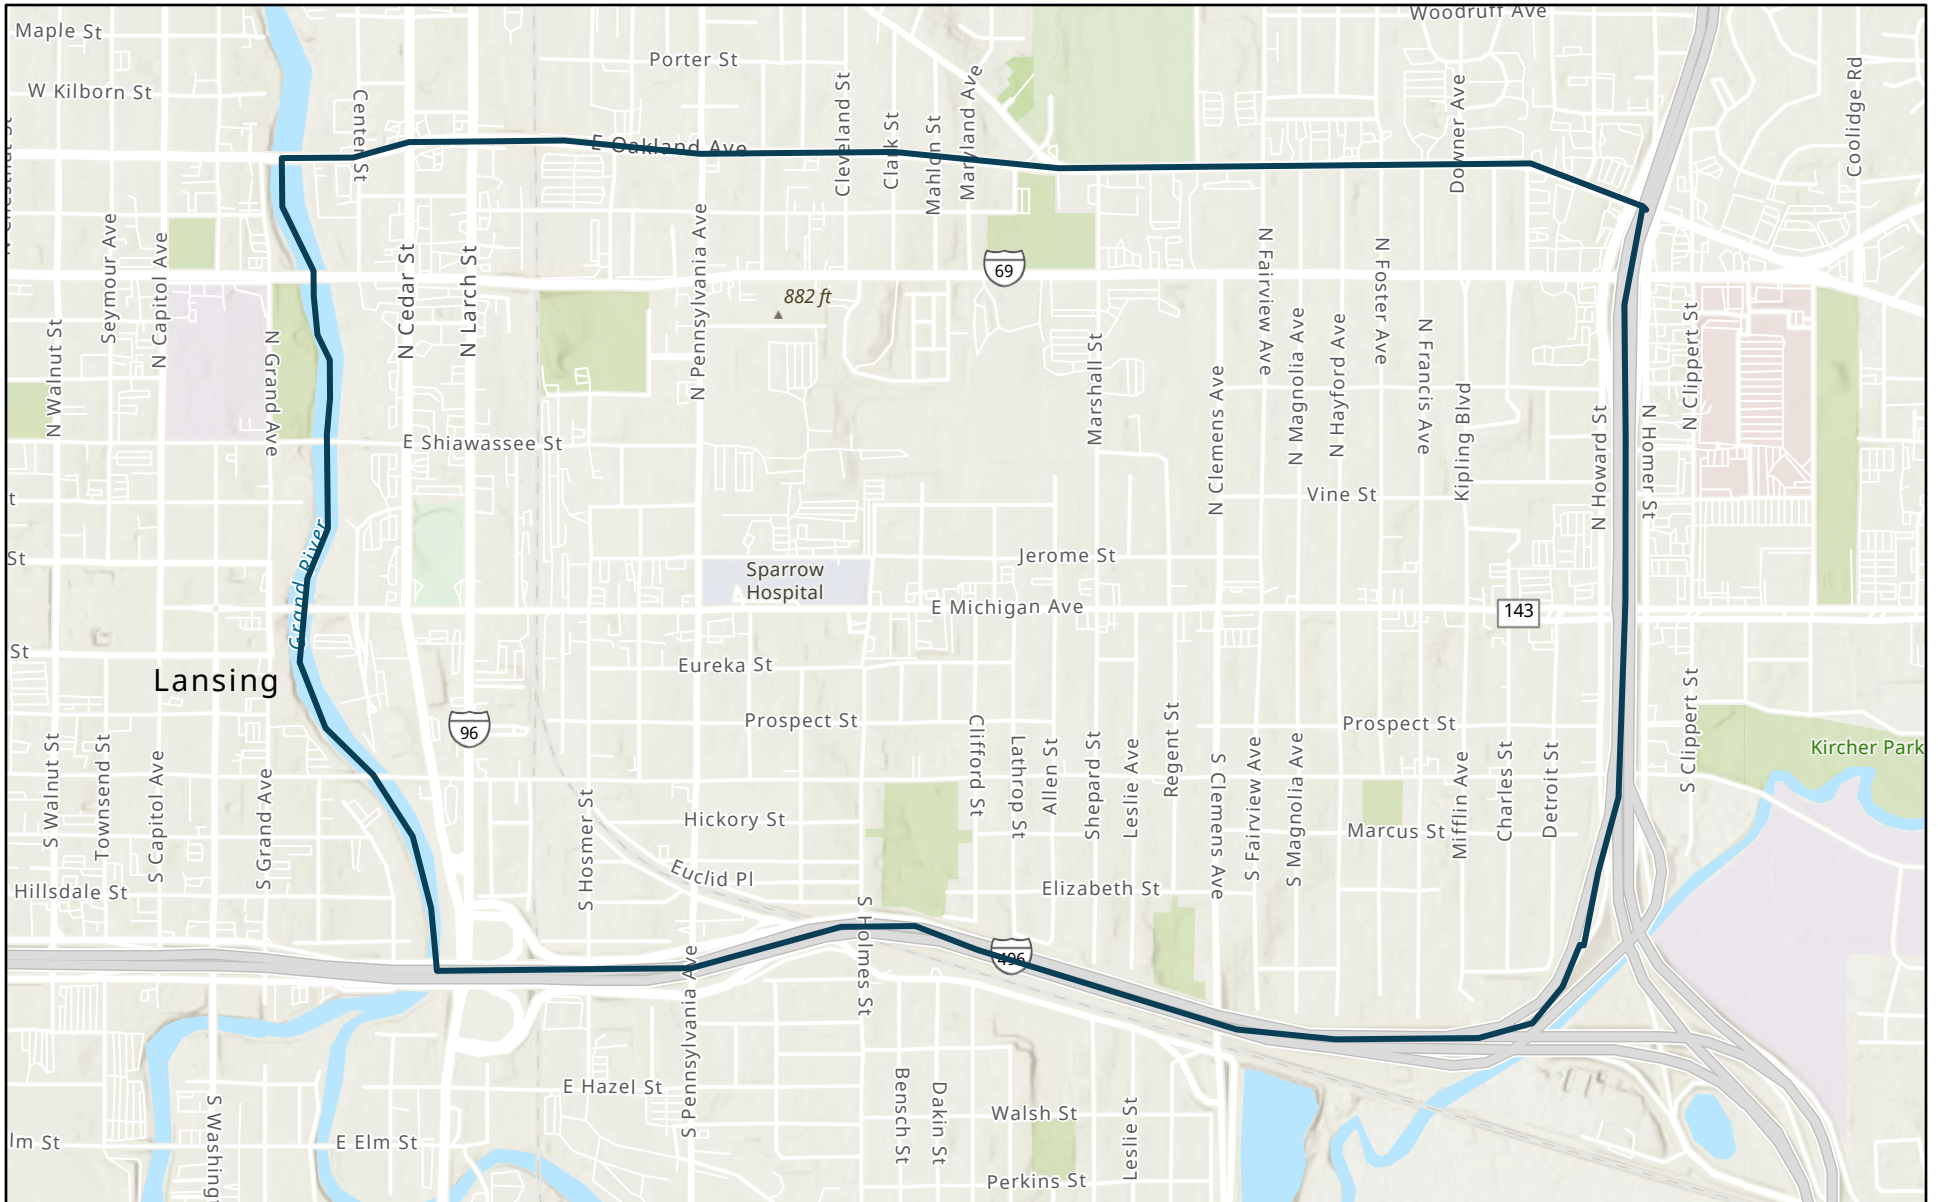 Woodruff Ave
Maple St
Porter St
W Kilborn St
Center St
Cleveland St
Clark St
Mahlon St
Maryland Ave
Downer Ave
Coolidge Rd
N Chestnut St
E Oakland Ave
Seymour Ave
N Capitol Ave
N Cedar St
N Larch St
N Pennsylvania Ave
69
882 ft
N Fairview Ave
N Foster Ave
N Walnut St
N Grand Ave
Marshall St
N Clemens Ave
N Magnolia Ave
N Hayford Ave
N Francis Ave
Kipling Blvd
N Howard St
N Homer St
N Clippert St
E Shiawassee St
t
Vine St
Grand River
St
Jerome St
Sparrow
Hospital
E Michigan Ave
143
St
Lansing
Eureka St
96
Prospect St
Prospect St
Clifford St
Lathrop St
Allen St
Shepard St
Leslie Ave
Regent St
S Clemens Ave
S Fairview Ave
S Magnolia Ave
Mifflin Ave
Charles St
Detroit St
S Clippert St
Kircher Park
S Walnut St
Townsend St
S Capitol Ave
S Grand Ave
S Hosmer St
Hickory St
Marcus St
Euclid Pl
Hillsdale St
Elizabeth St
S Holmes St
496
S Pennsylvania Ave
E Hazel St
Bensch St
Dakin St
Walsh St
Leslie St
S Washing
lm St
E Elm St
Perkins St